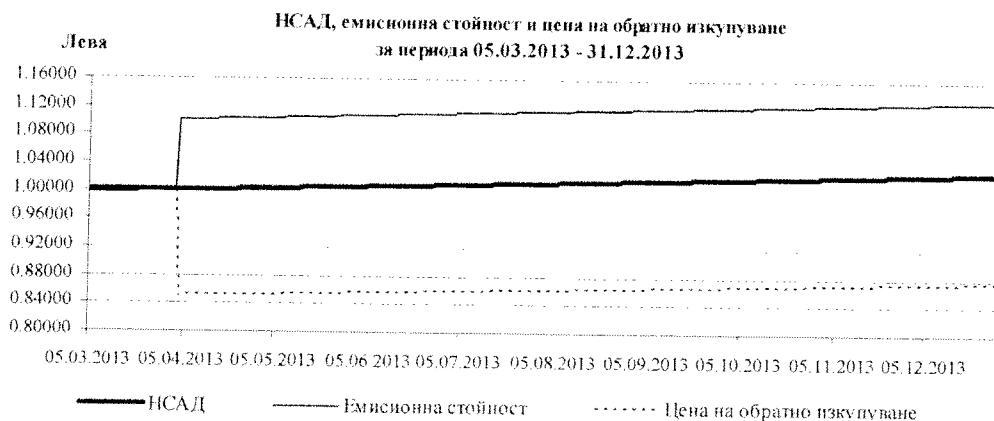 НСАД, емисионна стойност и цена на обратно изкупуване
за периода 05.03.2013 - 31.12.2013
Лева
1.16000
1.12000
1.08000
1.04000
1.00000
0.96000
0.92000
0.88000
0.84000
0.80000
05.03.2013 05.04.2013 05.05.2013 05.06.2013 05.07.2013 05.08.2013 05.09.2013 05.10.2013 05.11.2013 05.12.2013
НСАД Емисионна стойност Цена на обратно изкупуване